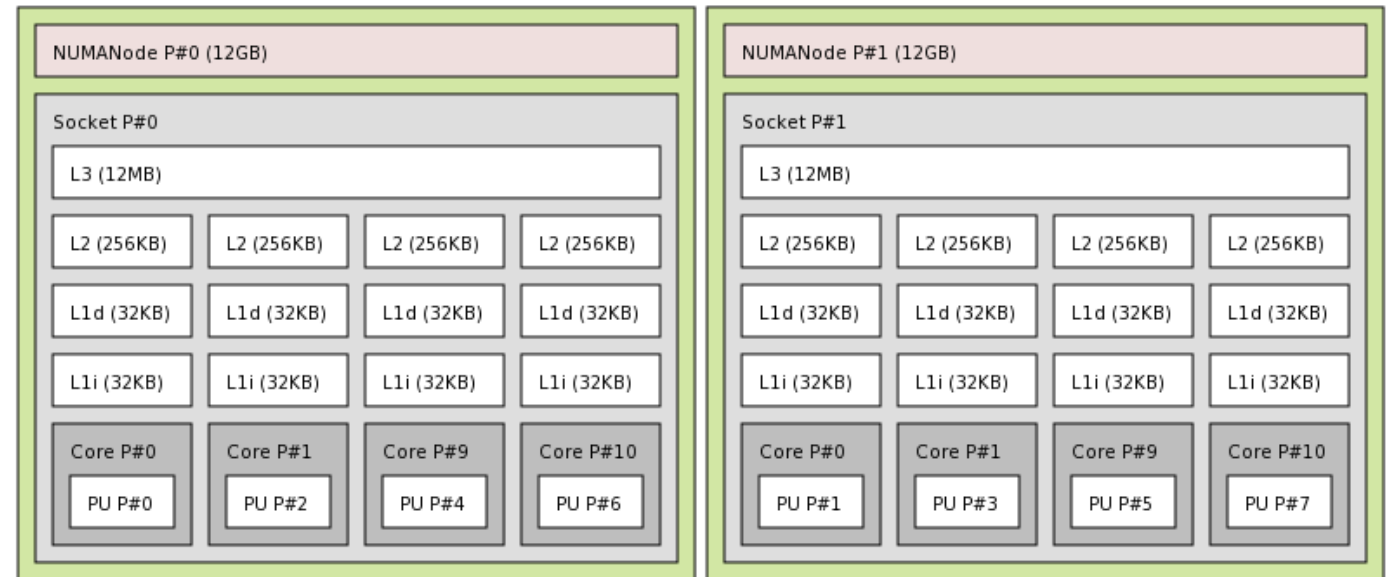 NUMANode P#0 (12GB)
Socket P#0
L3 (12MB)
L2 (256KB) L2 (256KB) L2 (256KB) L2 (256KB)
L1d (32KB) L1d (32KB) L1d (32KB) L1d (32KB)
L1i (32KB) L1i (32KB) L1i (32KB) L1i (32KB)
Core P#0 Core P#1 Core P#9 Core P#10
PU P#0 PU P#2 PU P#4 PU P#6
NUMANode P#1 (12GB)
Socket P#1
L3 (12MB)
L2 (256KB) L2 (256KB) L2 (256KB) L2 (256KB)
L1d (32KB) L1d (32KB) L1d (32KB) L1d (32KB)
L1i (32KB) L1i (32KB) L1i (32KB) L1i (32KB)
Core P#0 Core P#1 Core P#9 Core P#10
PU P#1 PU P#3 PU P#5 PU P#7